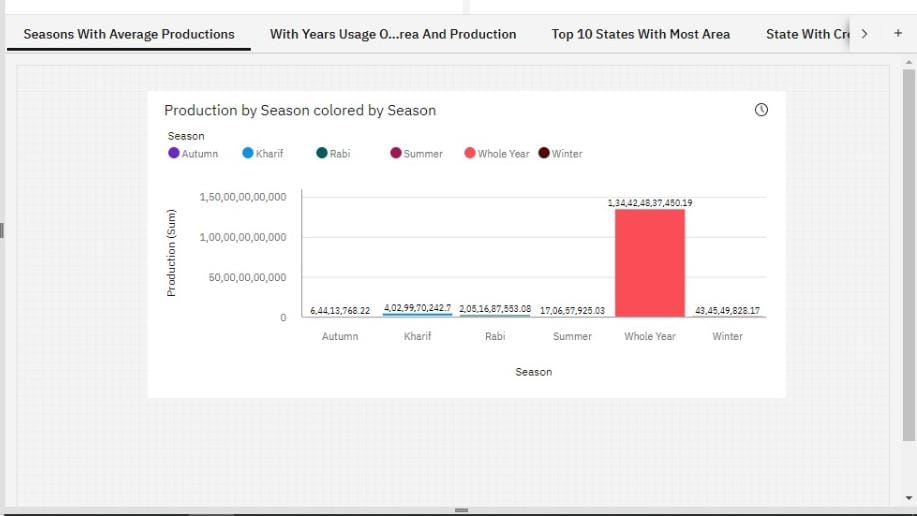 Seasons With Average Productions
With Years Usage O...rea And Production
Top 10 States With Most Area
State With Cr
Production by Season colored by Season
Season
Autumn Kharif Rabi Summer Whole Year Winter
Production (Sum)
1,50,00,00,00,000
1,00,00,00,00,000
50,00,00,00,000
0
6,44,13,768.22 4,02,99,70,242.7 2,05,16,87,553.08 17,06,57,925.03 1,34,42,48,37,450.19 43,45,49,828.17
Autumn Kharif Rabi Summer Whole Year Winter
Season